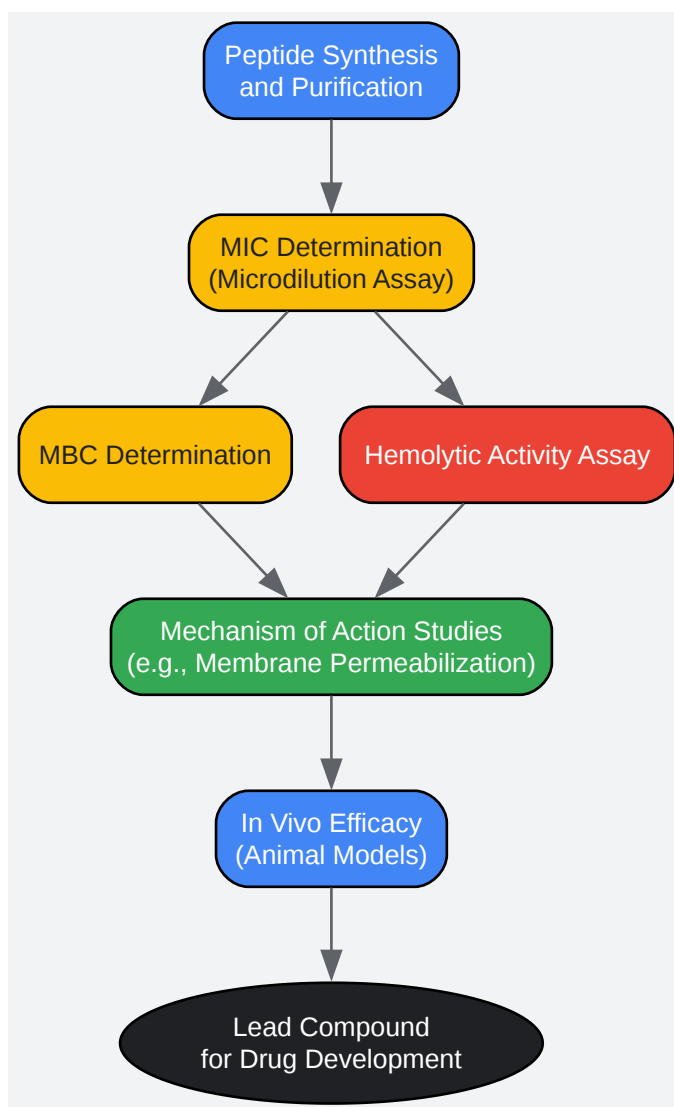 Peptide Synthesis
and Purification
MIC Determination
(Microdilution Assay)
MBC Determination
Hemolytic Activity Assay
Mechanism of Action Studies
(e.g., Membrane Permeabilization)
In Vivo Efficacy
(Animal Models)
Lead Compound
for Drug Development